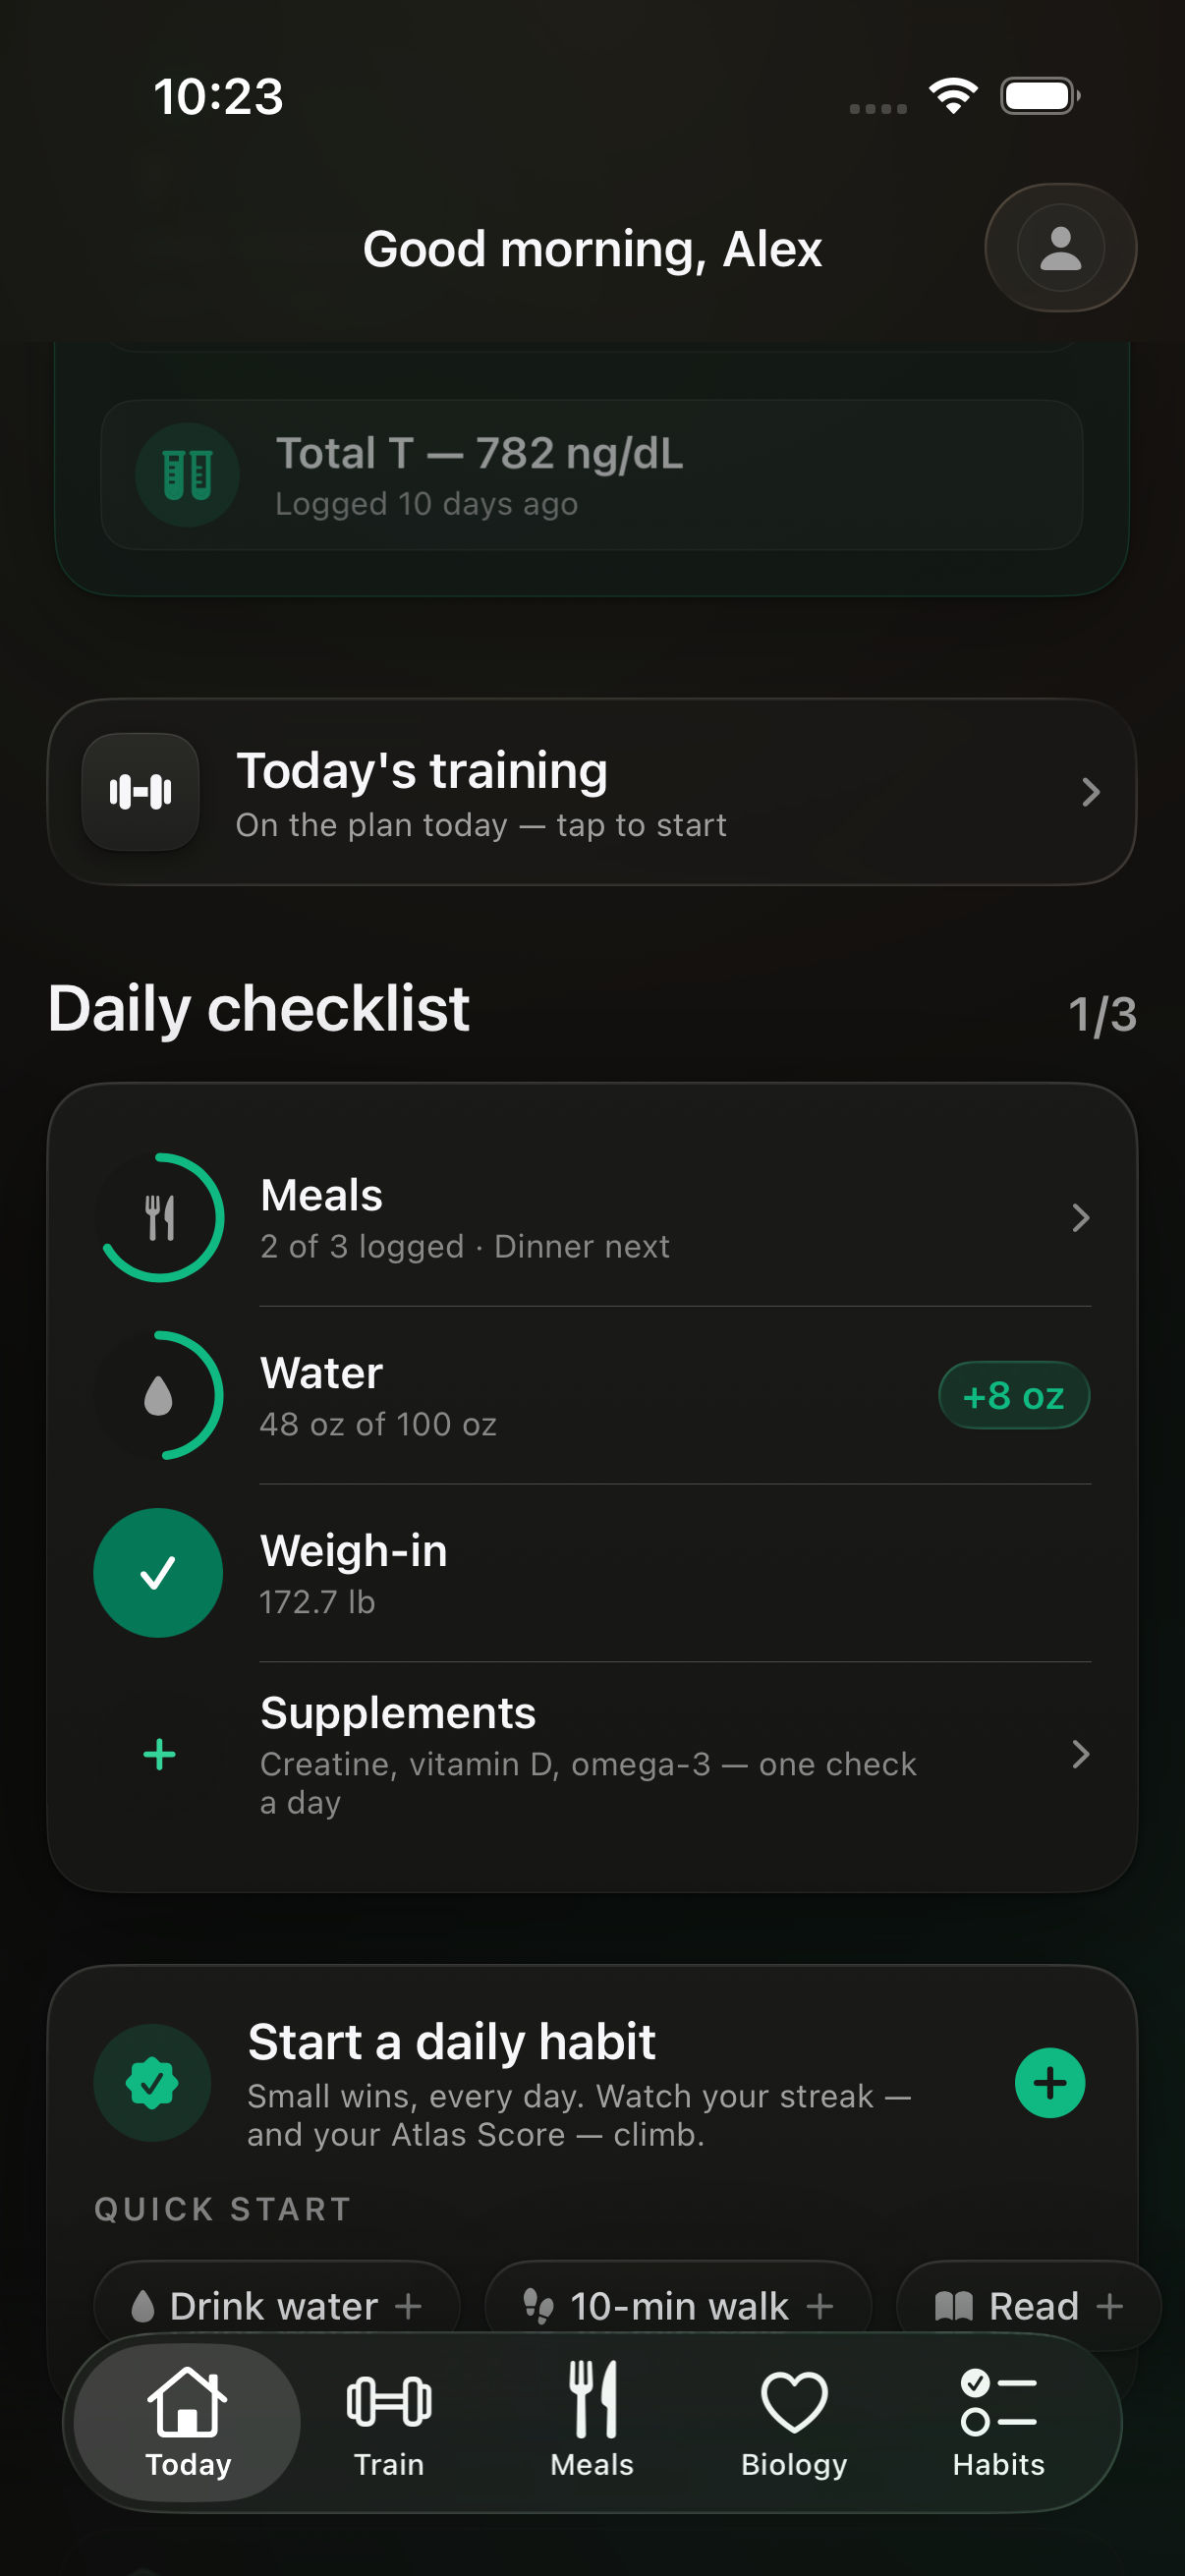 10:23
Good morning, Alex
Total T — 782 ng/dL
Logged 10 days ago
Today's training
On the plan today — tap to start
Daily checklist
1/3
Meals
2 of 3 logged · Dinner next
Water
48 oz of 100 oz
+8 oz
Weigh-in
172.7 lb
Supplements
Creatine, vitamin D, omega-3 — one check
a day
Start a daily habit
Small wins, every day. Watch your streak —
and your Atlas Score — climb.
QUICK START
Drink water +
10-min walk +
Read +
Today
Train
Meals
Biology
Habits